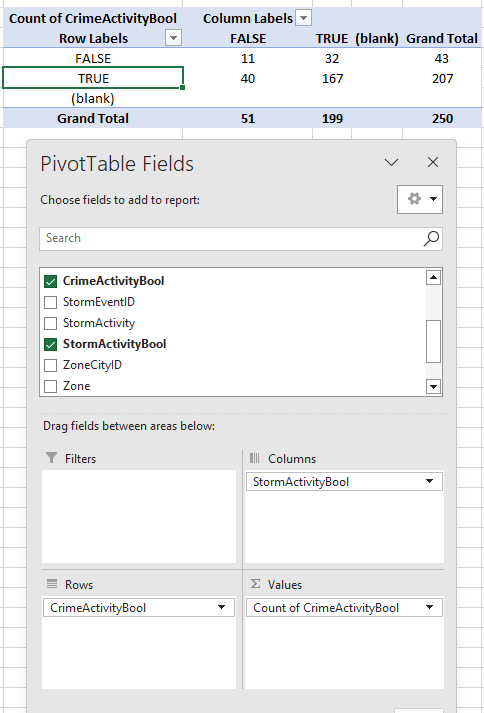 Count of CrimeActivityBool Column Labels
Row Labels FALSE TRUE (blank) Grand Total
FALSE 11 32 43
TRUE 40 167 207
(blank)
Grand Total 51 199 250
PivotTable Fields
Choose fields to add to report:
Search
CrimeActivityBool
StormEventID
StormActivity
StormActivityBool
ZoneCityID
Zone
Drag fields between areas below:
Filters
Columns
StormActivityBool
Rows
CrimeActivityBool
Values
Count of CrimeActivityBool